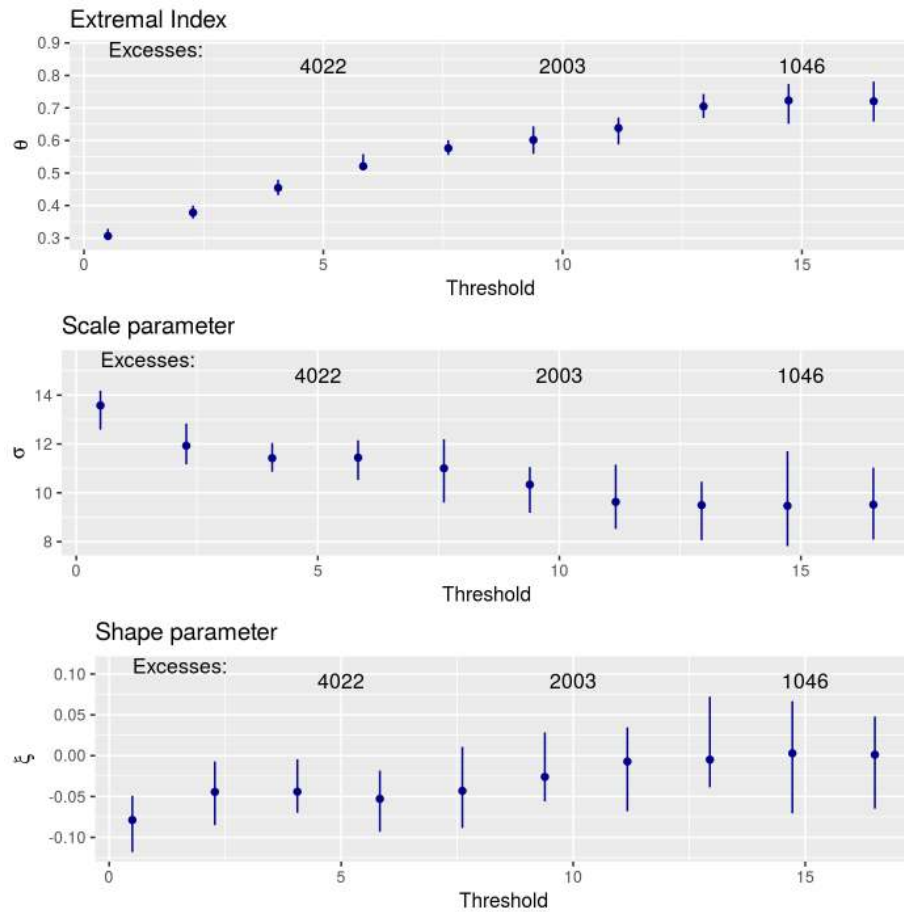 Extremal Index
Excesses:
4022 2003 1046
0.9
0.8
0.7
0.6
0.5
0.4
0.3
θ
0 5 10 15
Threshold
Scale parameter
Excesses:
4022 2003 1046
14
12
10
8
σ
0 5 10 15
Threshold
Shape parameter
Excesses:
4022 2003 1046
0.10
0.05
0.00
-0.05
-0.10
ξ
0 5 10 15
Threshold